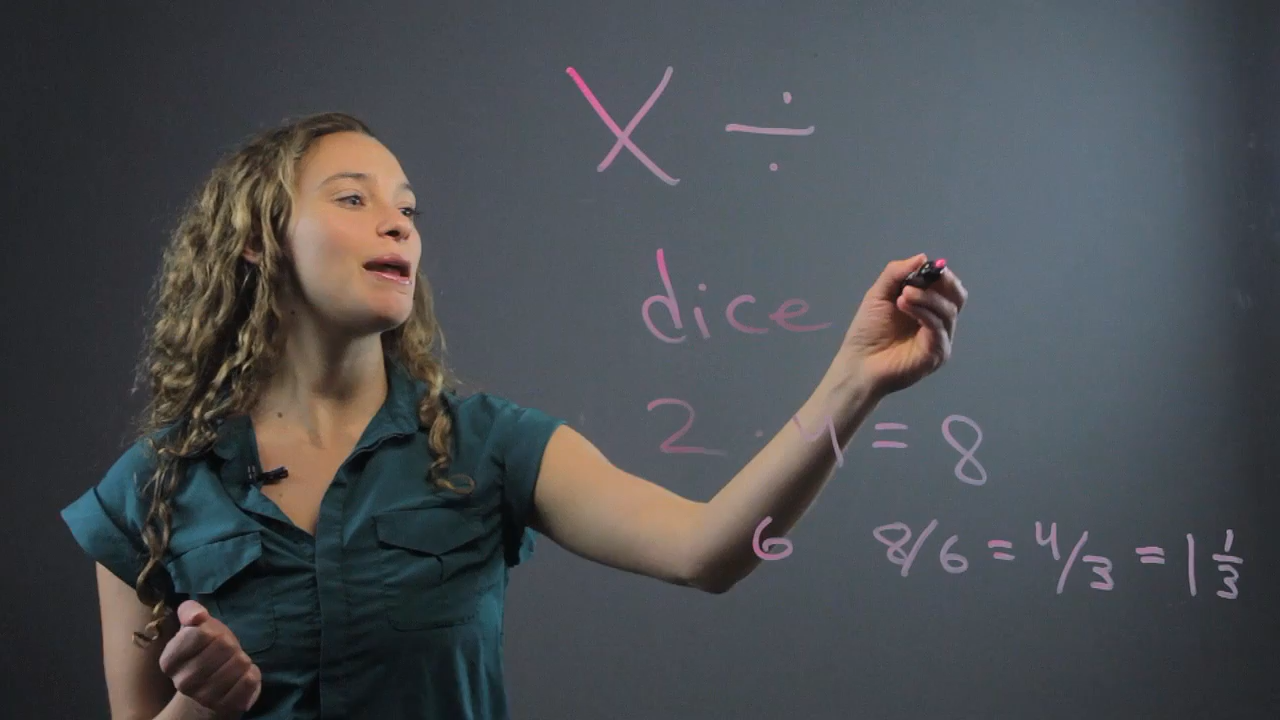 X ÷
dice
2 · 4 = 8
6 8/6 = 4/3 = 1 1/3